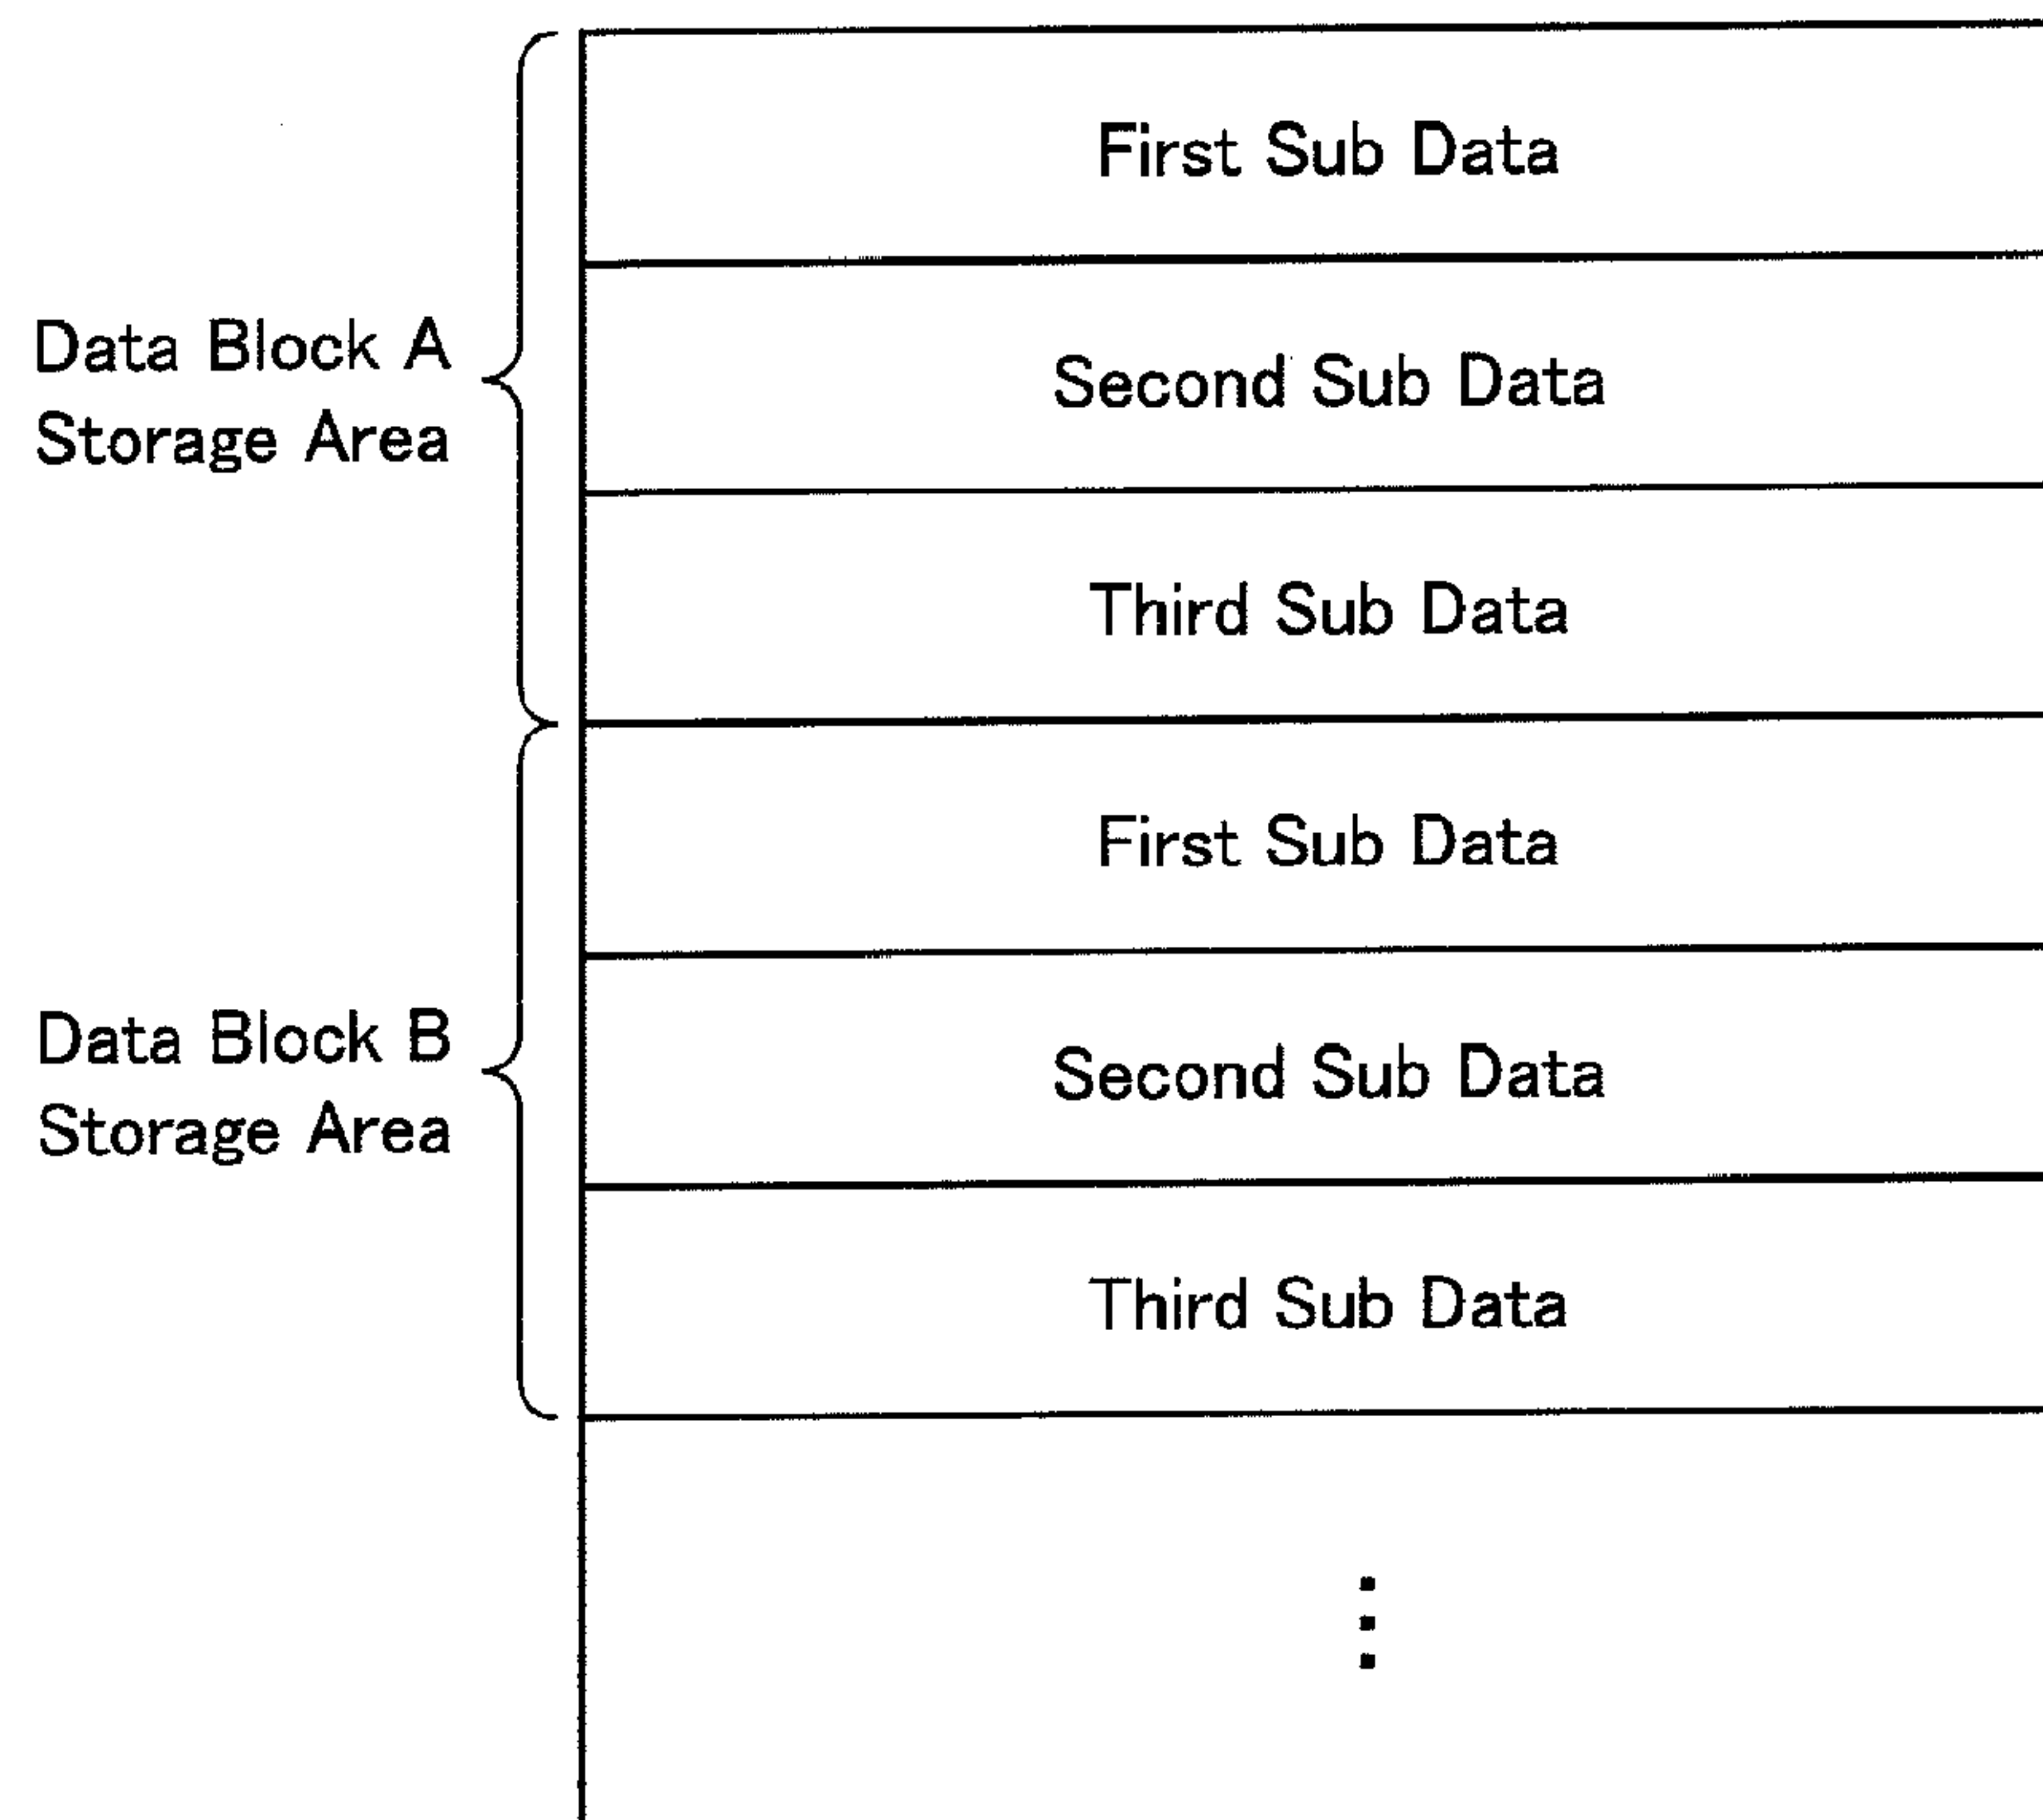 First Sub Data
Data Block A
Storage Area
Second Sub Data
Third Sub Data
First Sub Data
Data Block B
Storage Area
Second Sub Data
Third Sub Data